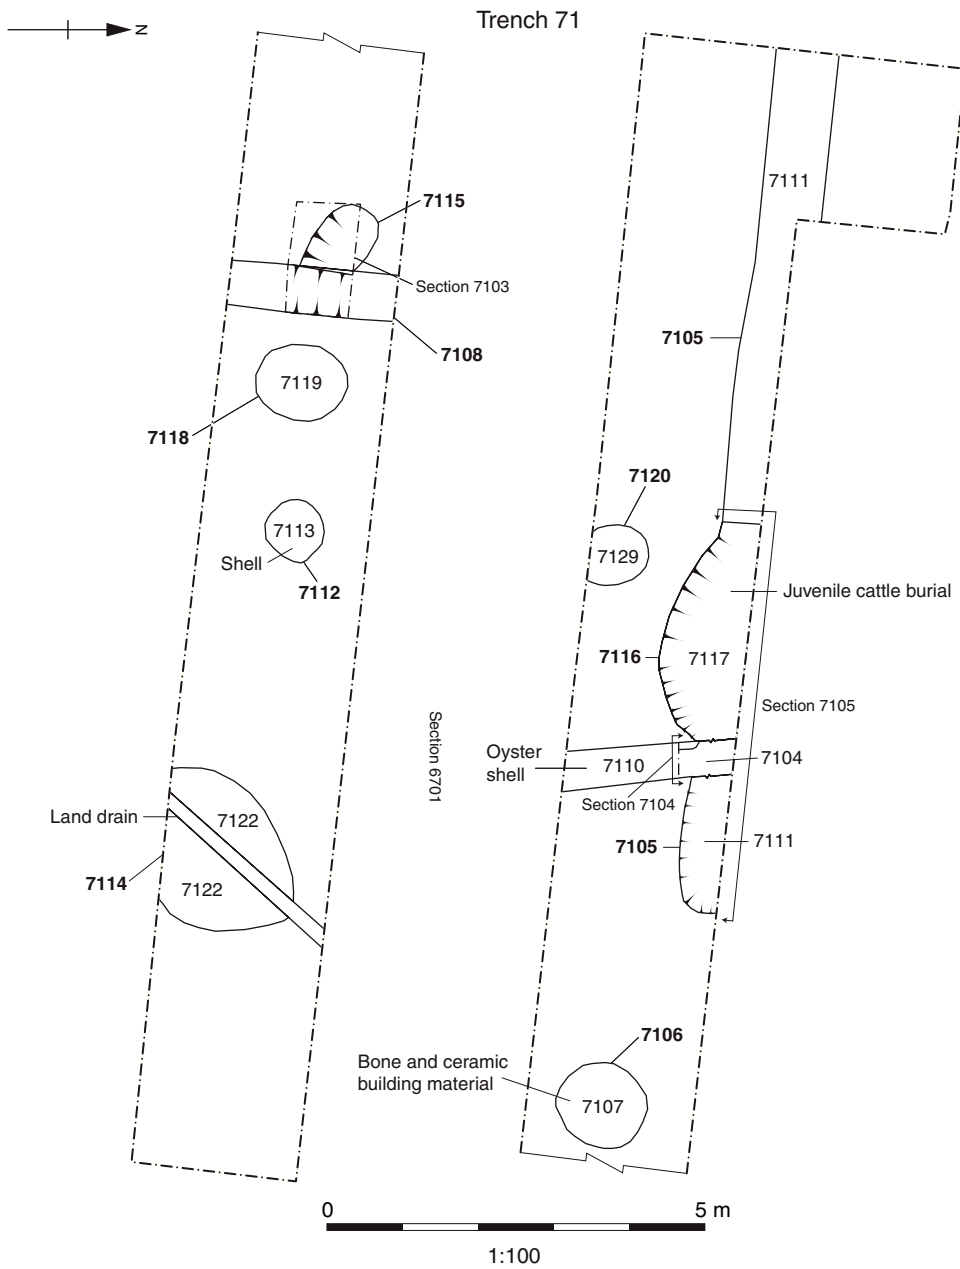 Trench 71
N
7115
Section 7103
7108
7119
7118
7113
Shell
7112
Land drain
7122
7122
7114
Section 6701
7111
7105
7120
7129
Juvenile cattle burial
7116
7117
Section 7105
Oyster
shell
7110
7104
Section 7104
7105
7111
7106
Bone and ceramic
building material
7107
0
5 m
1:100